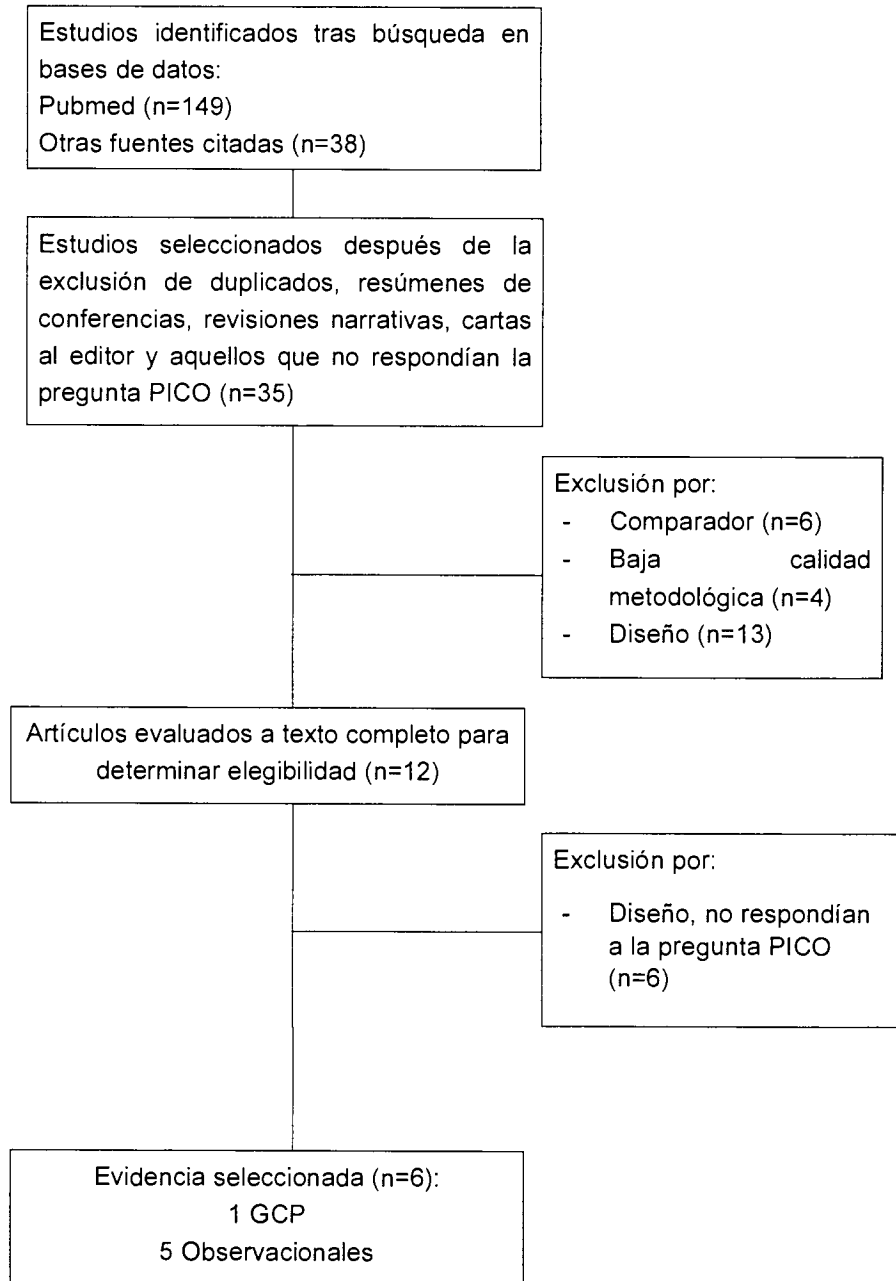 Estudios identificados tras búsqueda en
bases de datos:
Pubmed (n=149)
Otras fuentes citadas (n=38)
Estudios seleccionados después de la
exclusión de duplicados, resúmenes de
conferencias, revisiones narrativas, cartas
al editor y aquellos que no respondían la
pregunta PICO (n=35)
Exclusión por:
- Comparador (n=6)
- Baja calidad
metodológica (n=4)
- Diseño (n=13)
Artículos evaluados a texto completo para
determinar elegibilidad (n=12)
Exclusión por:
- Diseño, no respondían
a la pregunta PICO
(n=6)
Evidencia seleccionada (n=6):
1 GCP
5 Observacionales